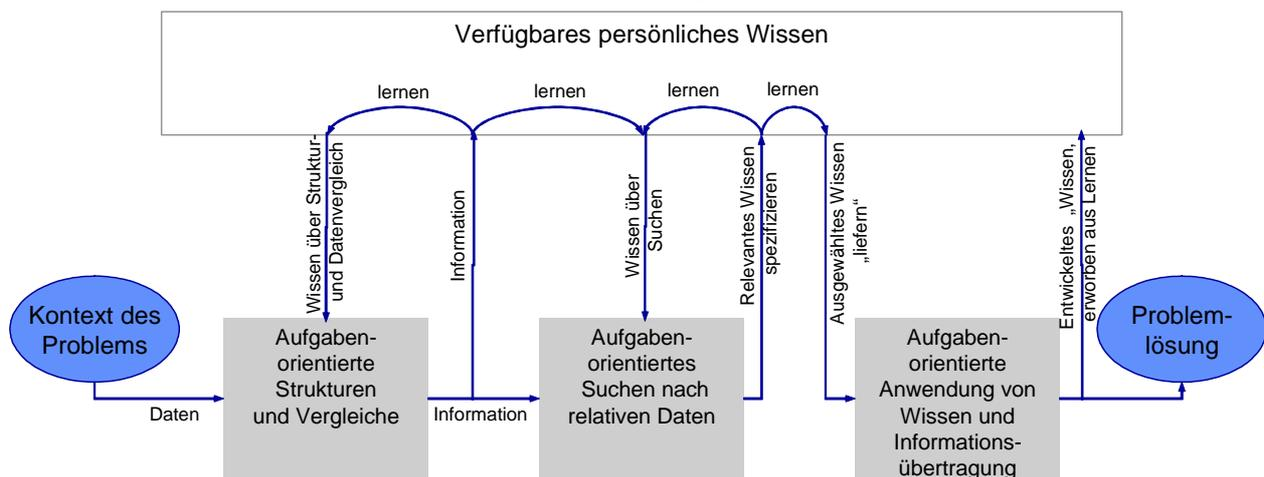 Verfügbares persönliches Wissen
lernen
lernen
lernen
lernen
Wissen über Struktur-
und Datenvergleich
Information
Wissen über
Suchen
Relevantes Wissen
spezifizieren
Ausgewähltes Wissen
„liefern“
Entwickeltes „Wissen,
erworben aus Lernen
Kontext des
Problems
Daten
Aufgaben-
orientierte
Strukturen
und Vergleiche
Information
Aufgaben-
orientiertes
Suchen nach
relativen Daten
Aufgaben-
orientierte
Anwendung von
Wissen und
Informations-
übertragung
Problem-
lösung